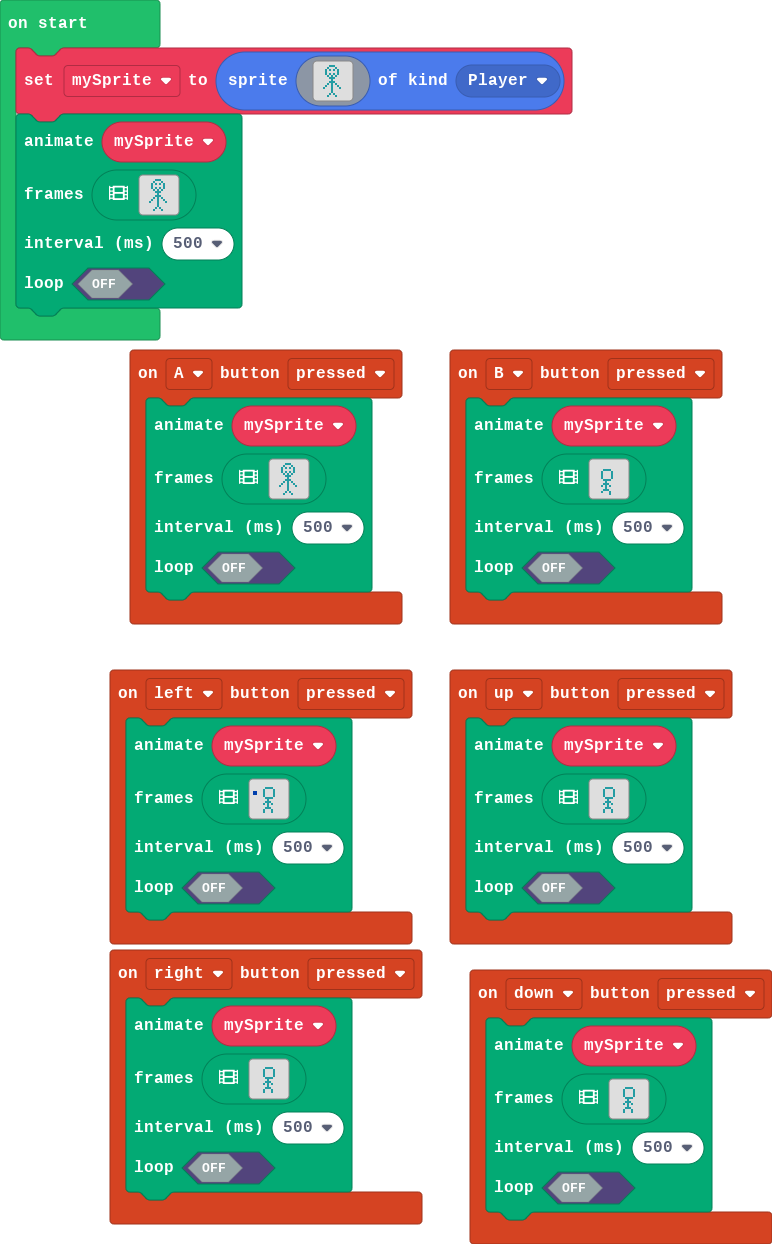 on start
set mySprite to sprite of kind Player
animate mySprite
frames
interval (ms) 500
loop OFF
on A button pressed
animate mySprite
frames
interval (ms) 500
loop OFF
on B button pressed
animate mySprite
frames
interval (ms) 500
loop OFF
on left button pressed
animate mySprite
frames
interval (ms) 500
loop OFF
on up button pressed
animate mySprite
frames
interval (ms) 500
loop OFF
on right button pressed
animate mySprite
frames
interval (ms) 500
loop OFF
on down button pressed
animate mySprite
frames
interval (ms) 500
loop OFF